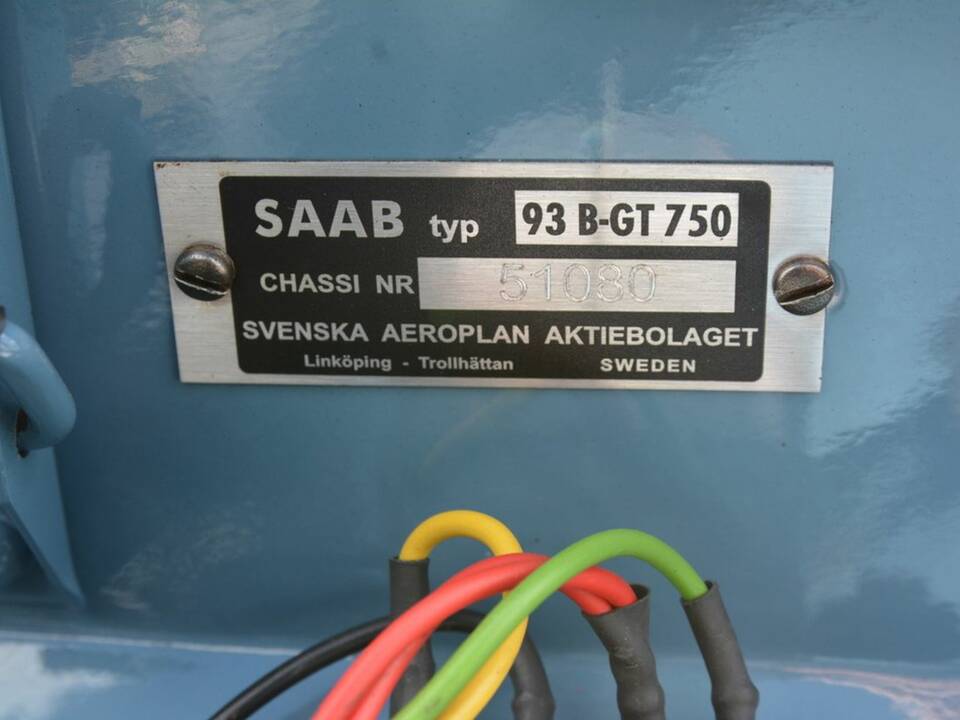 SAAB typ 93 B-GT 750
CHASSI NR 51080
SVENSKA AEROPLAN AKTIEBOLAGET
Linköping - Trollhättan SWEDEN